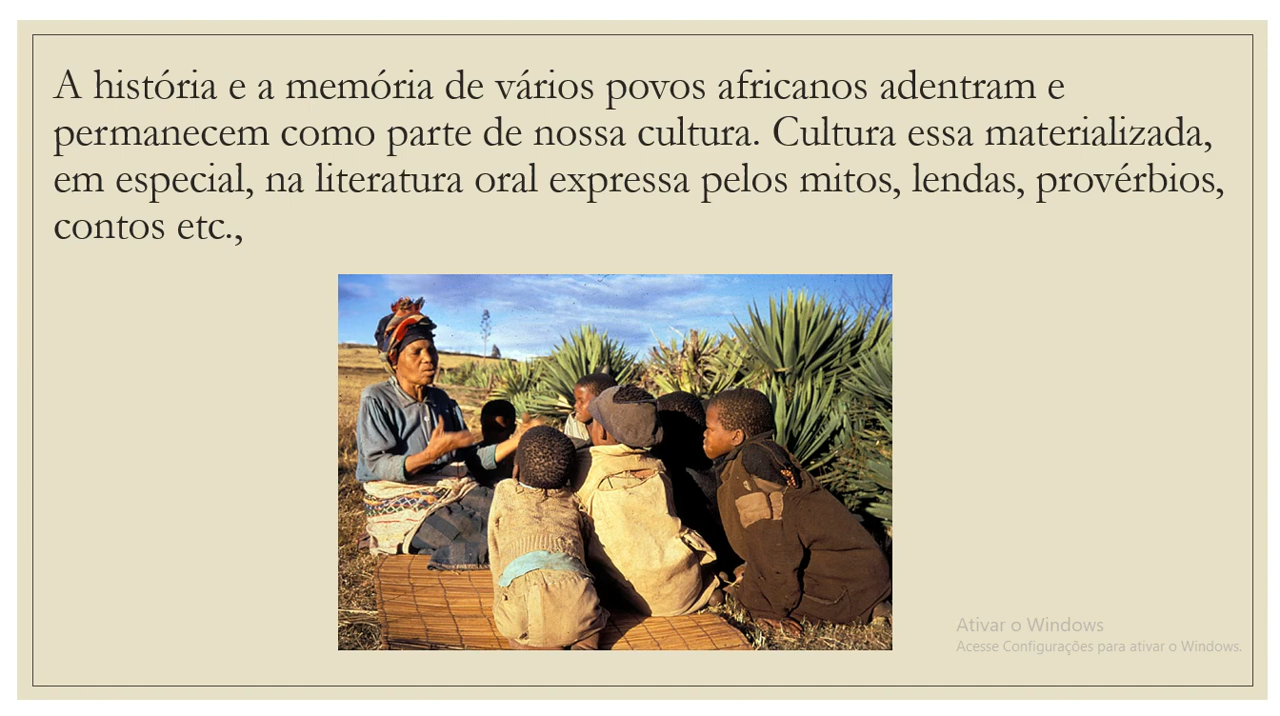 A história e a memória de vários povos africanos adentram e
permanecem como parte de nossa cultura. Cultura essa materializada,
em especial, na literatura oral expressa pelos mitos, lendas, provérbios,
contos etc.,
Ativar o Windows
Acesse Configurações para ativar o Windows.